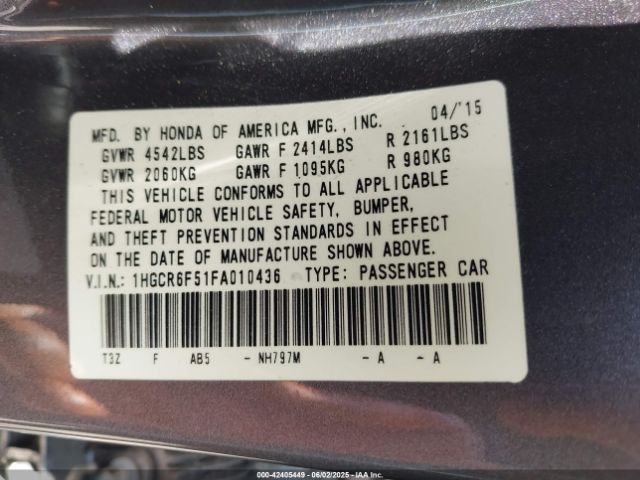 MFD. BY HONDA OF AMERICA MFG., INC. 04/'15
GVWR 4542LBS GAWR F 2414LBS R 2161LBS
GVWR 2060KG GAWR F 1095KG R 980KG
THIS VEHICLE CONFORMS TO ALL APPLICABLE
FEDERAL MOTOR VEHICLE SAFETY, BUMPER,
AND THEFT PREVENTION STANDARDS IN EFFECT
ON THE DATE OF MANUFACTURE SHOWN ABOVE.
V.I.N. 1HGCR6F51FA010436 TYPE: PASSENGER CAR
T3Z F AB5 - NH797M - A - A
000-42405449 - 06/02/2025 - IAA Inc.